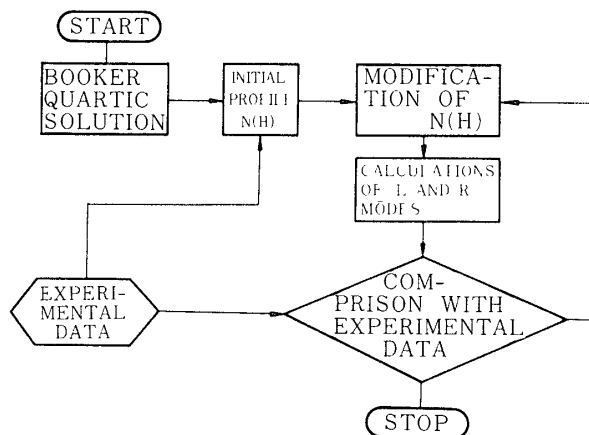 START
BOOKER
QUARTIC
SOLUTION
INITIAL
PROFILE
N(H)
MODIFICA-
TION OF
N(H)
CALCULATIONS
OF L AND R
MODES
EXPERI-
MENTAL
DATA
COM-
PRISON WITH
EXPERIMENTAL
DATA
STOP